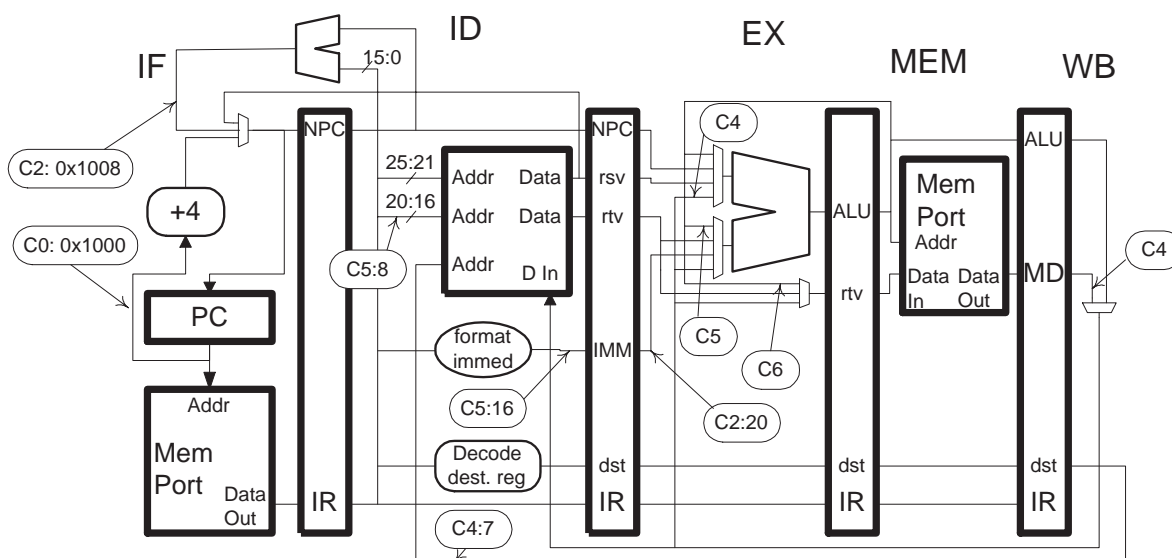 IF
ID
EX
MEM
WB
15:0
C2: 0x1008
+4
C0: 0x1000
PC
Addr
Mem
Port
Data
Out
NPC
IR
25:21
20:16
C5:8
Addr
Data
Addr
Data
Addr
D In
format
immed
C5:16
Decode
dest. reg
C4:7
NPC
rsv
rtv
IMM
dst
IR
C4
C5
C6
C2:20
ALU
rtv
dst
IR
Mem
Port
Addr
Data
In
Data
Out
ALU
MD
dst
IR
C4